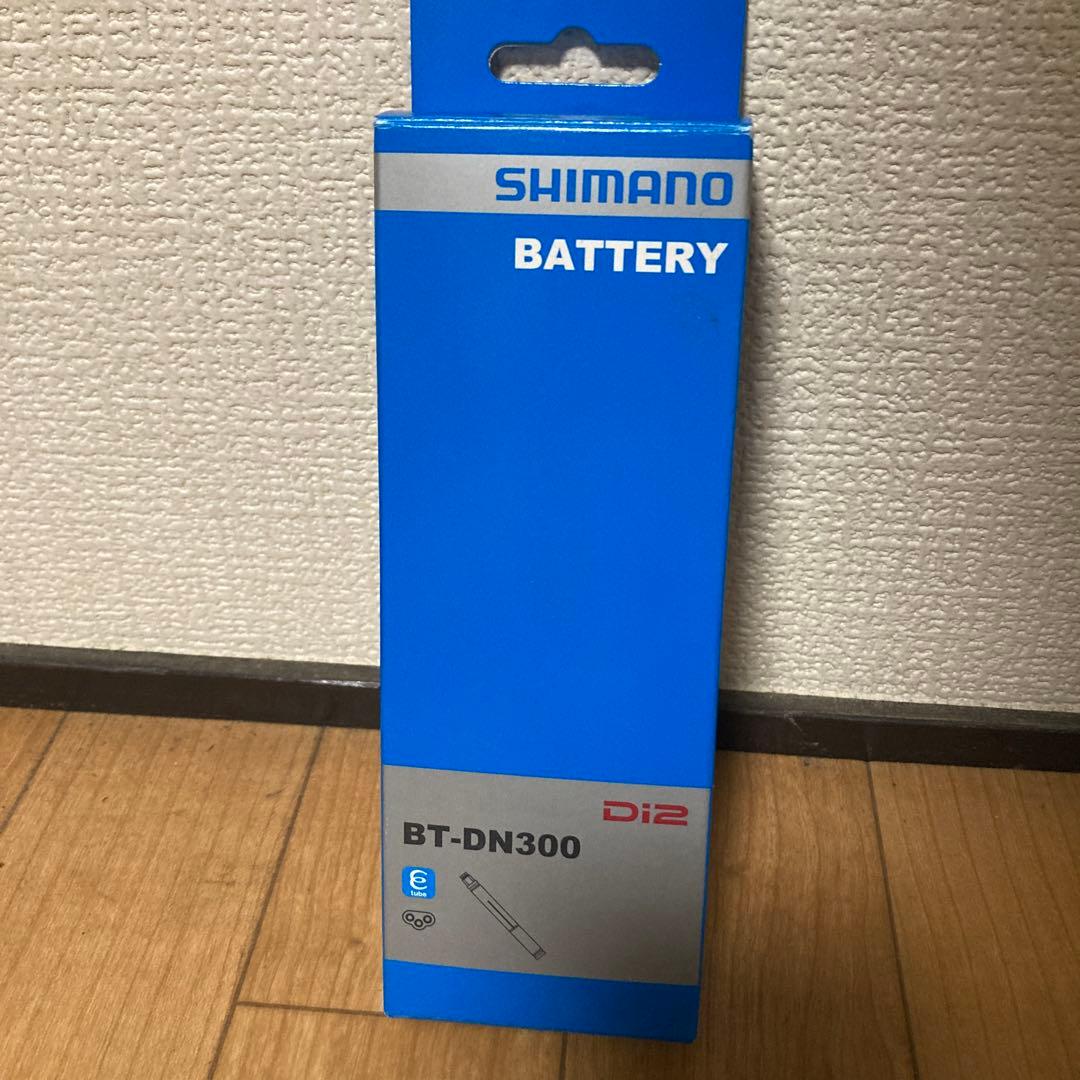 SHIMANO
BATTERY
Di2
BT-DN300
e
tube